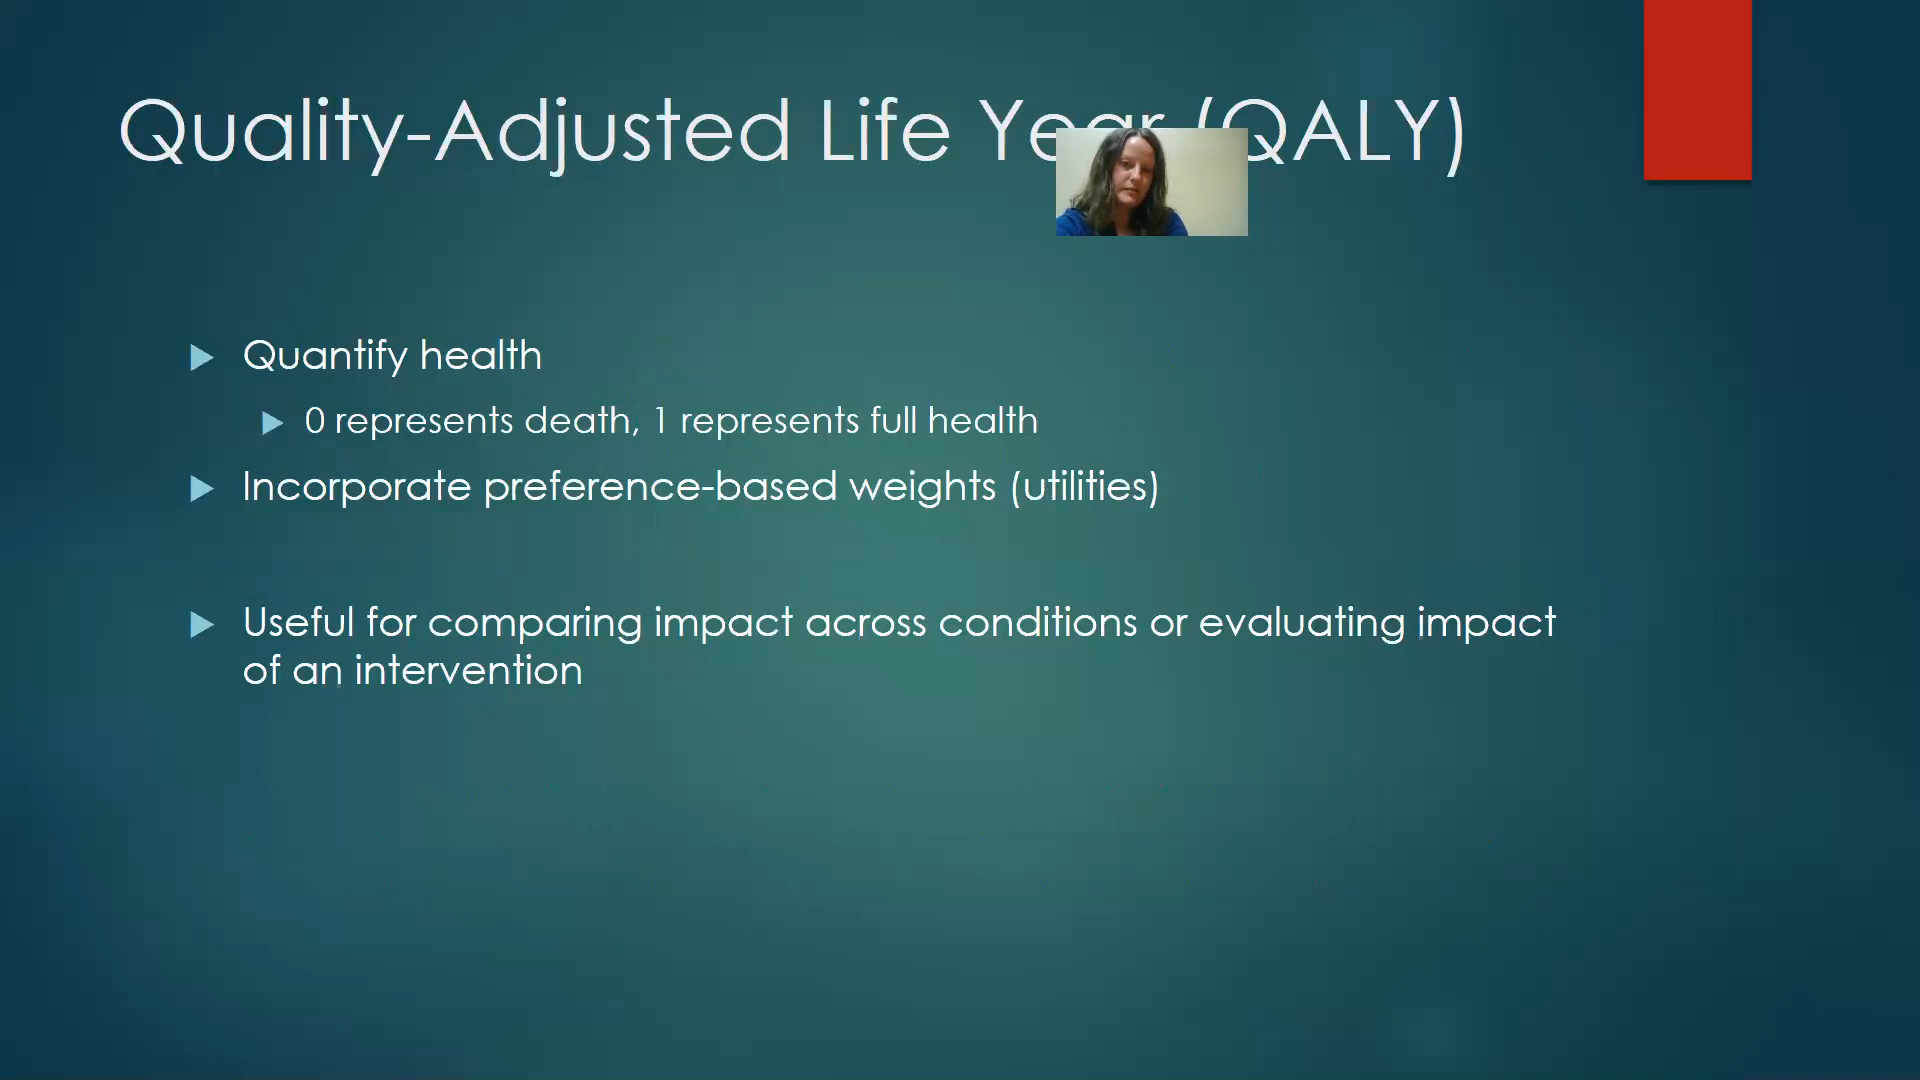 Quality-Adjusted Life Year (QALY)
Quantify health
0 represents death, 1 represents full health
Incorporate preference-based weights (utilities)
Useful for comparing impact across conditions or evaluating impact
of an intervention